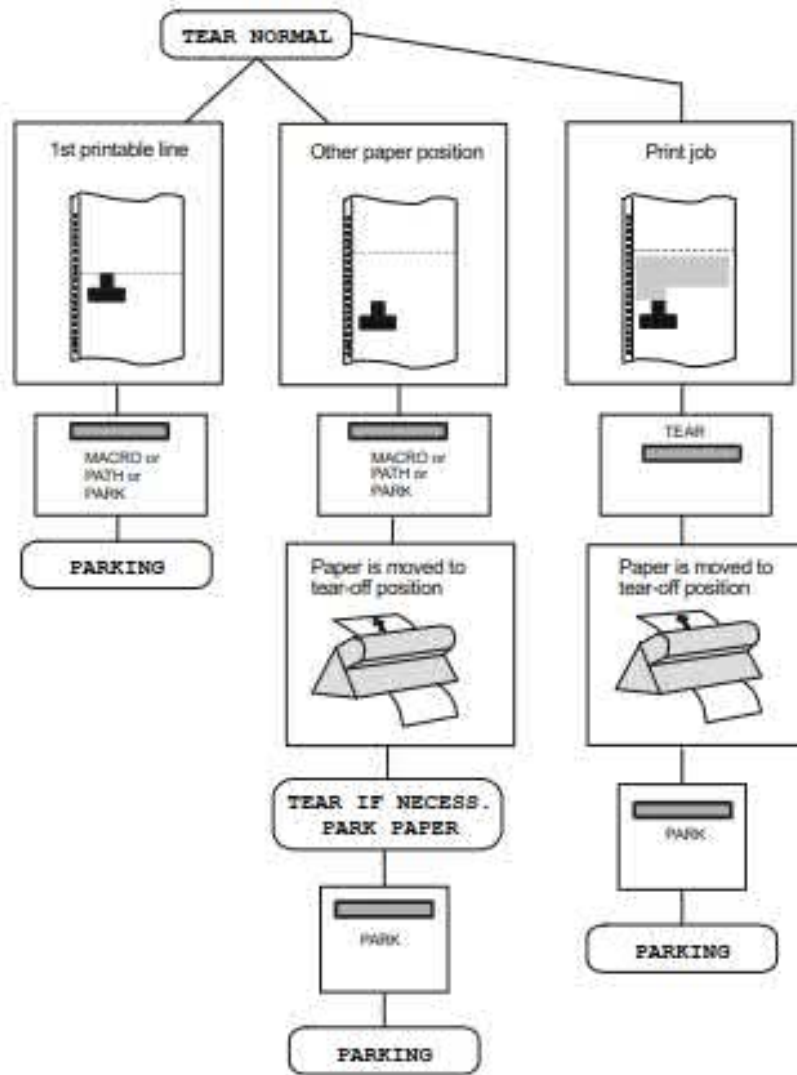 TEAR NORMAL
1st printable line
MACRO or
PATH or
PARK
PARKING
Other paper position
MACRO or
PATH or
PARK
Paper is moved to
tear-off position
TEAR IF NECESS.
PARK PAPER
PARK
PARKING
Print job
TEAR
Paper is moved to
tear-off position
PARK
PARKING